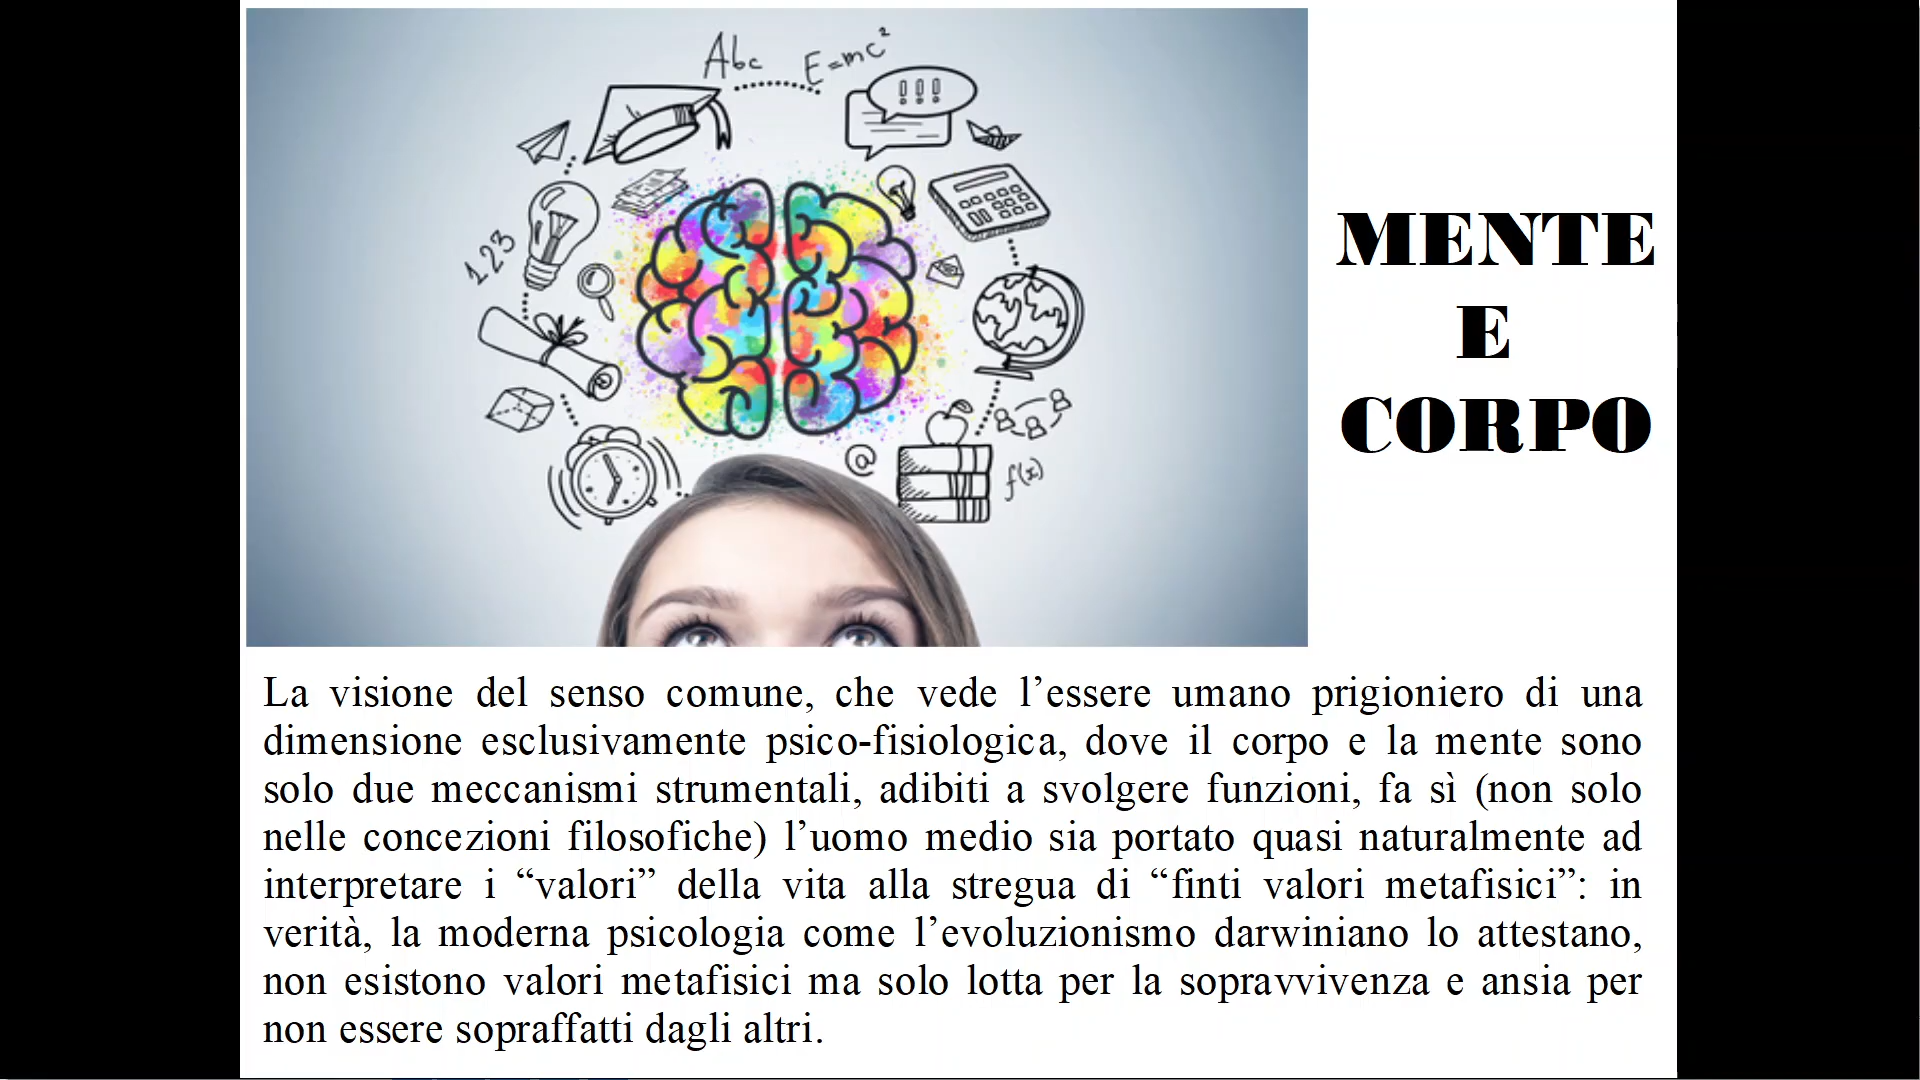 Abc
E=mc²
!!!
123
@
f(x)
MENTE
E
CORPO
La visione del senso comune, che vede l’essere umano prigioniero di una
dimensione esclusivamente psico-fisiologica, dove il corpo e la mente sono
solo due meccanismi strumentali, adibiti a svolgere funzioni, fa sì (non solo
nelle concezioni filosofiche) l’uomo medio sia portato quasi naturalmente ad
interpretare i “valori” della vita alla stregua di “finti valori metafisici”: in
verità, la moderna psicologia come l’evoluzionismo darwiniano lo attestano,
non esistono valori metafisici ma solo lotta per la sopravvivenza e ansia per
non essere sopraffatti dagli altri.